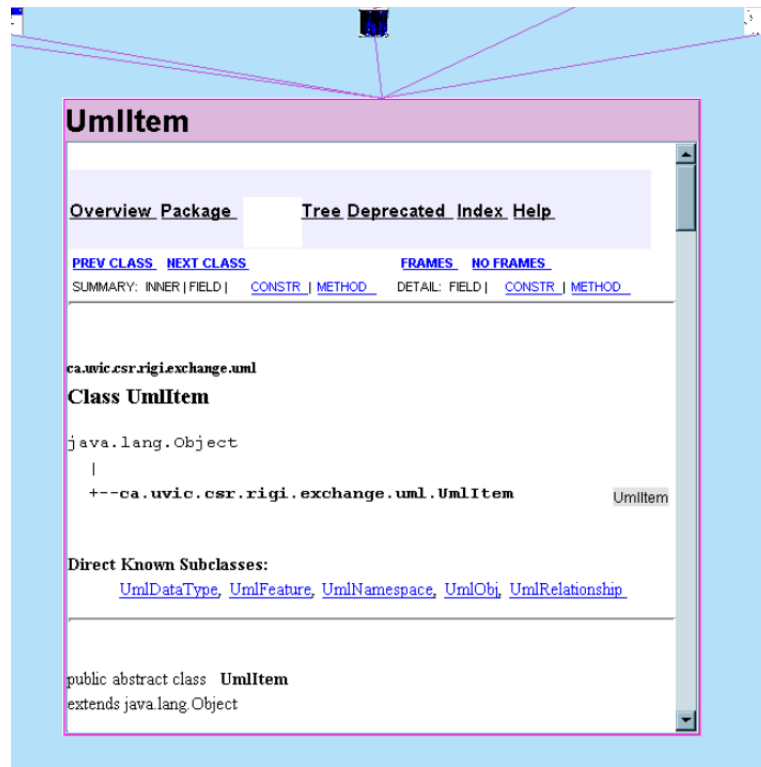 UmlItem
Overview Package Tree Deprecated Index Help
PREV CLASS NEXT CLASS FRAMES NO FRAMES
SUMMARY: INNER | FIELD | CONSTR | METHOD DETAIL: FIELD | CONSTR | METHOD
ca.uvic.csr.rigi.exchange.uml
Class UmlItem
java.lang.Object
|
+--ca.uvic.csr.rigi.exchange.uml.UmlItem
UmlItem
Direct Known Subclasses:
UmlDataType, UmlFeature, UmlNamespace, UmlObj, UmlRelationship
public abstract class UmlItem
extends java.lang.Object